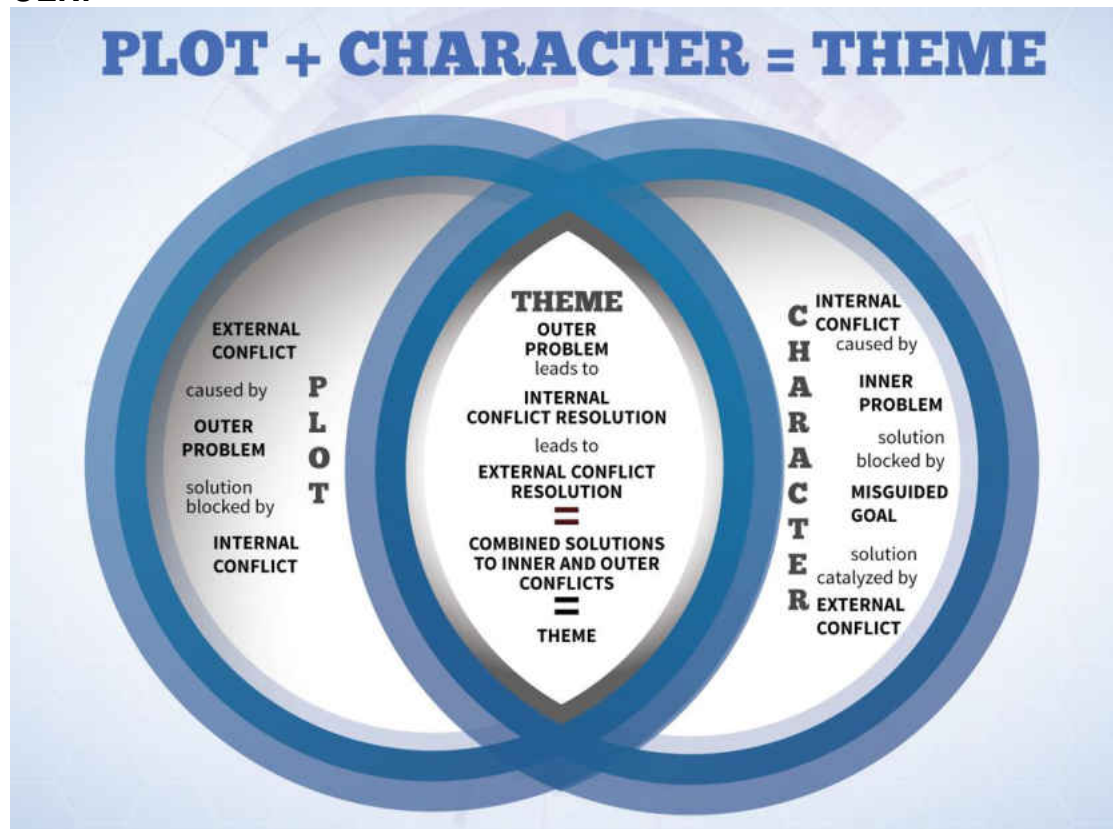 PLOT + CHARACTER = THEME
EXTERNAL
CONFLICT
caused by
OUTER
PROBLEM
solution
blocked by
INTERNAL
CONFLICT
PLOT
THEME
OUTER
PROBLEM
leads to
INTERNAL
CONFLICT RESOLUTION
leads to
EXTERNAL CONFLICT
RESOLUTION
=
COMBINED SOLUTIONS
TO INNER AND OUTER
CONFLICTS
=
THEME
CHARACTER
INTERNAL
CONFLICT
caused by
INNER
PROBLEM
solution
blocked by
MISGUIDED
GOAL
solution
catalyzed by
EXTERNAL
CONFLICT